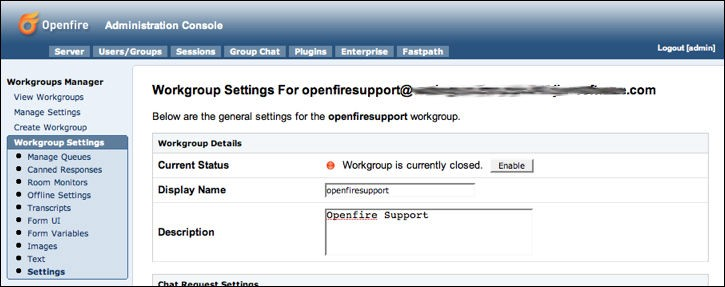 Openfire Administration Console
Server Users/Groups Sessions Group Chat Plugins Enterprise Fastpath
Logout [admin]
Workgroups Manager
View Workgroups
Manage Settings
Create Workgroup
Workgroup Settings
Manage Queues
Canned Responses
Room Monitors
Offline Settings
Transcripts
Form UI
Form Variables
Images
Text
Settings
Workgroup Settings For openfiresupport@ .com
Below are the general settings for the openfiresupport workgroup.
Workgroup Details
Current Status Workgroup is currently closed. Enable
Display Name openfiresupport
Description Openfire Support
Chat Request Settings